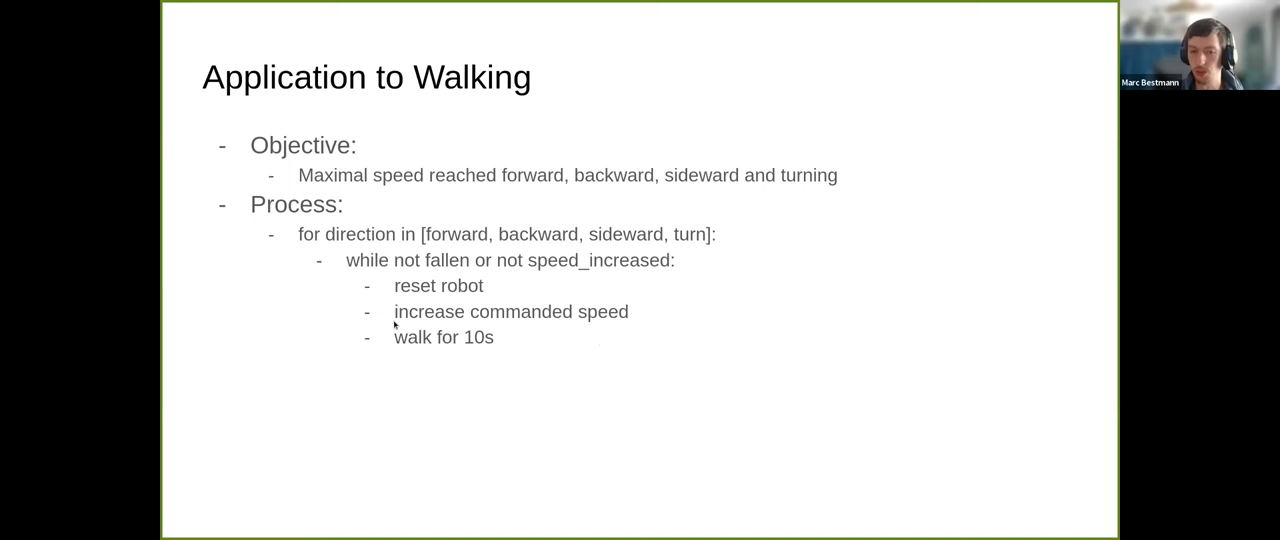 Application to Walking
- Objective:
- Maximal speed reached forward, backward, sideward and turning
- Process:
- for direction in [forward, backward, sideward, turn]:
- while not fallen or not speed_increased:
- reset robot
- increase commanded speed
- walk for 10s
Marc Bestmann